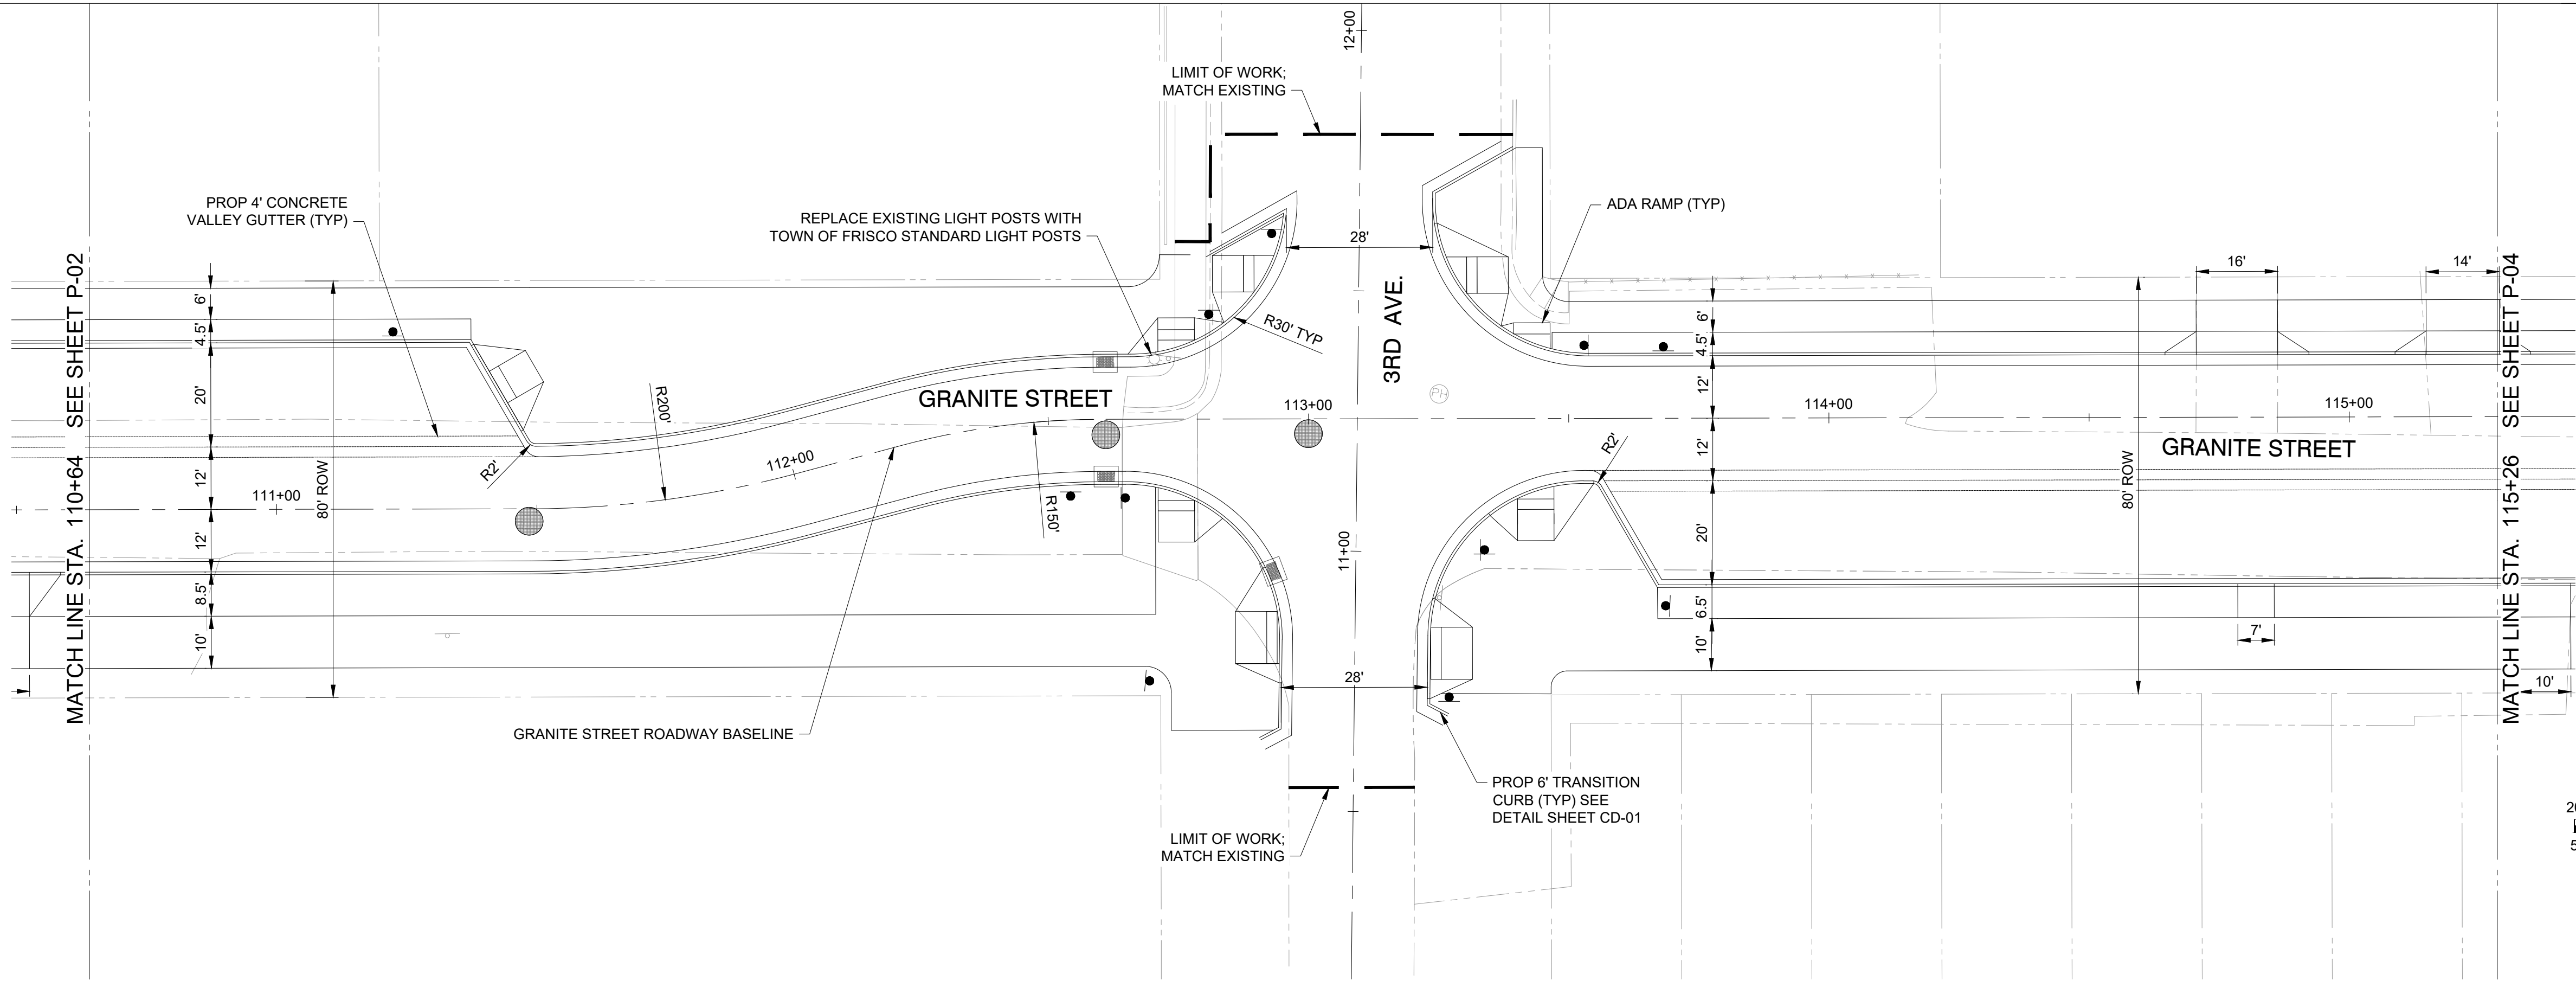 12+00
LIMIT OF WORK;
MATCH EXISTING
PROP 4' CONCRETE
VALLEY GUTTER (TYP)
REPLACE EXISTING LIGHT POSTS WITH
TOWN OF FRISCO STANDARD LIGHT POSTS
ADA RAMP (TYP)
28'
16'
14'
MATCH LINE STA. 110+64 SEE SHEET P-02
6'
4.5'
20'
12'
12'
8.5'
10'
80' ROW
111+00
R2'
R200'
112+00
GRANITE STREET
R150'
R30' TYP
3RD AVE.
PH
113+00
11+00
28'
6'
4.5'
12'
12'
20'
6.5'
10'
R2'
114+00
115+00
GRANITE STREET
80' ROW
7'
10'
MATCH LINE STA. 115+26 SEE SHEET P-04
GRANITE STREET ROADWAY BASELINE
PROP 6' TRANSITION
CURB (TYP) SEE
DETAIL SHEET CD-01
LIMIT OF WORK;
MATCH EXISTING